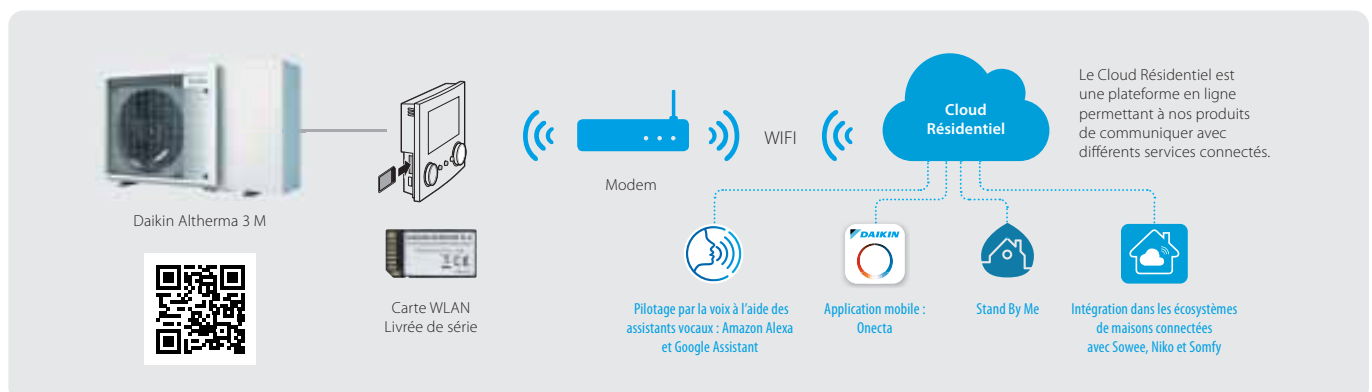 Daikin Altherma 3 M
Carte WLAN
Livrée de série
Modem
WIFI
Cloud
Résidentiel
Le Cloud Résidentiel est
une plateforme en ligne
permettant à nos produits
de communiquer avec
différents services connectés.
Pilotage par la voix à l'aide des
assistants vocaux : Amazon Alexa
et Google Assistant
DAIKIN
Application mobile :
Onecta
Stand By Me
Intégration dans les écosystèmes
de maisons connectées
avec Sowee, Niko et Somfy